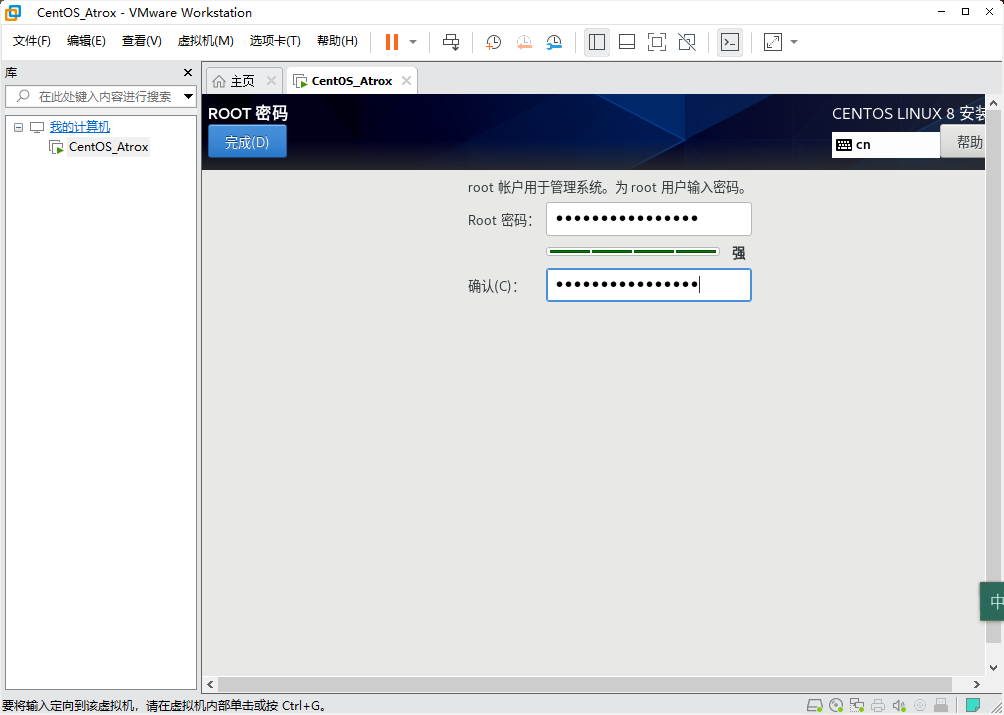 CentOS_Atrox - VMware Workstation
文件(F) 编辑(E) 查看(V) 虚拟机(M) 选项卡(T) 帮助(H)
库
在此处键入内容进行搜索
我的计算机
CentOS_Atrox
主页 CentOS_Atrox
ROOT 密码
CENTOS LINUX 8 安装
完成(D)
cn
帮助
root 帐户用于管理系统。为 root 用户输入密码。
Root 密码：
●●●●●●●●●●●●●●●●
强
确认(C)：
●●●●●●●●●●●●●●●●
中
要将输入定向到该虚拟机，请在虚拟机内部单击或按 Ctrl+G。